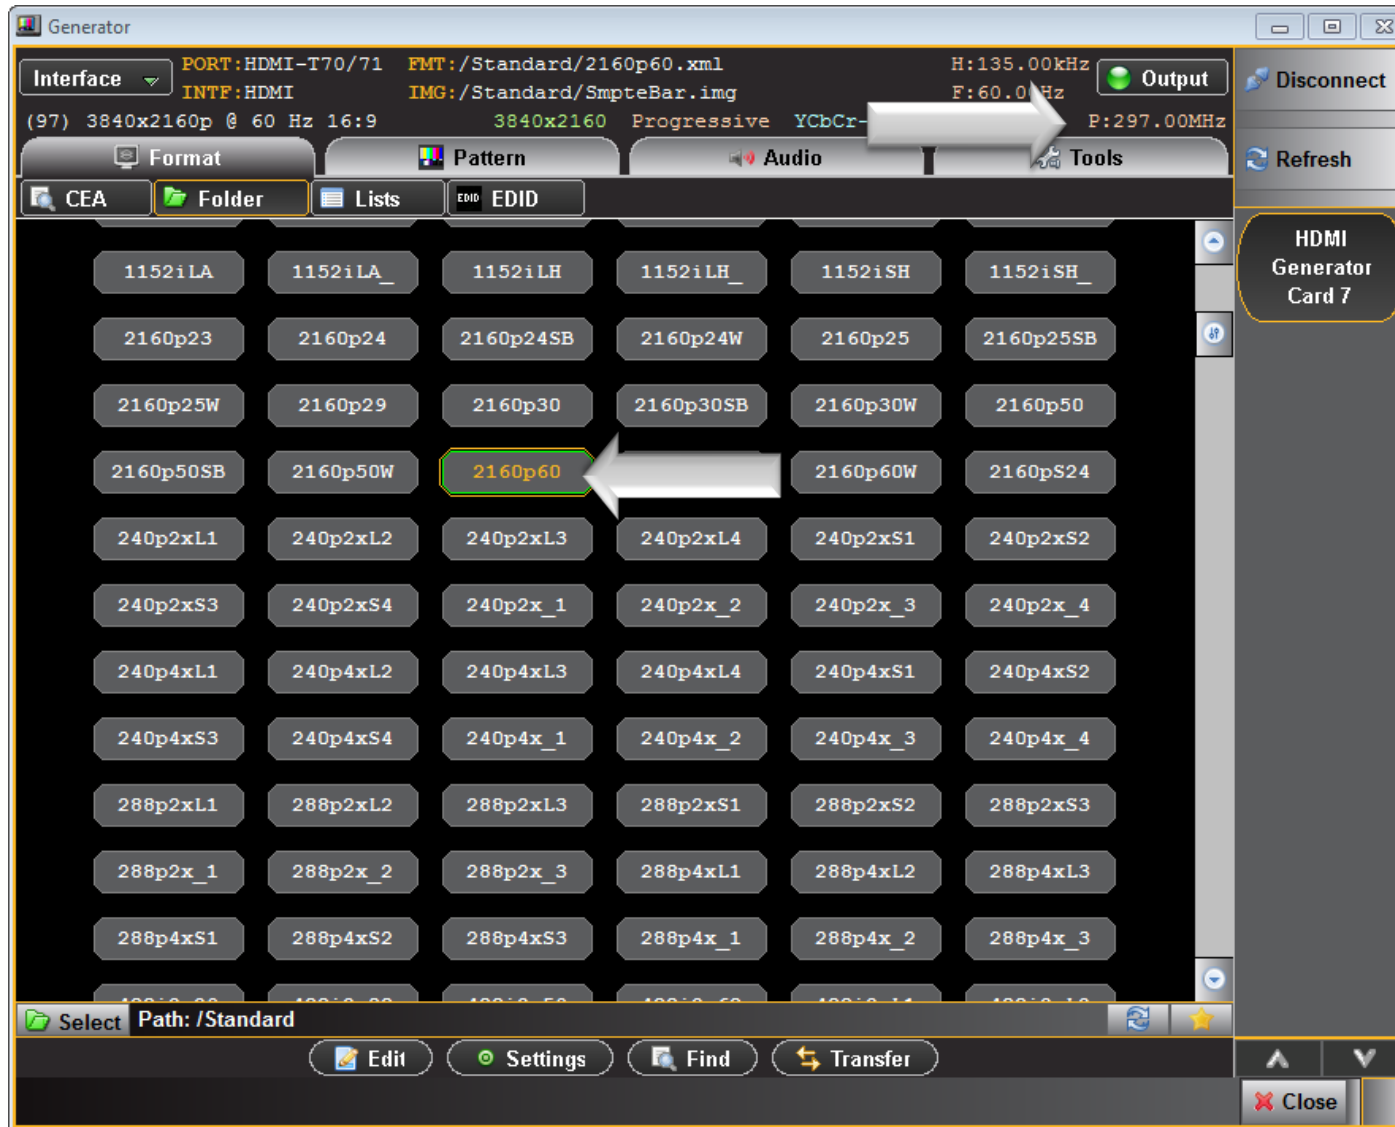 Generator
Interface PORT:HDMI-T70/71 FMT:/Standard/2160p60.xml H:135.00kHz Output
INTF:HDMI IMG:/Standard/SmpteBar.img
(97) 3840x2160p @ 60 Hz 16:9 3840x2160 Progressive P:297.00MHz
Disconnect
Format Pattern Audio Tools
Refresh
CEA Folder Lists EDID EDID
HDMI
Generator
Card 7
1152iLA 1152iLA_ 1152iLH 1152iLH_ 1152iSH 1152iSH_
2160p23 2160p24 2160p24SB 2160p24W 2160p25 2160p25SB
2160p25W 2160p29 2160p30 2160p30SB 2160p30W 2160p50
2160p50SB 2160p50W 2160p60 2160p60W 2160pS24
240p2xL1 240p2xL2 240p2xL3 240p2xL4 240p2xS1 240p2xS2
240p2xS3 240p2xS4 240p2x_1 240p2x_2 240p2x_3 240p2x_4
240p4xL1 240p4xL2 240p4xL3 240p4xL4 240p4xS1 240p4xS2
240p4xS3 240p4xS4 240p4x_1 240p4x_2 240p4x_3 240p4x_4
288p2xL1 288p2xL2 288p2xL3 288p2xS1 288p2xS2 288p2xS3
288p2x_1 288p2x_2 288p2x_3 288p4xL1 288p4xL2 288p4xL3
288p4xS1 288p4xS2 288p4xS3 288p4x_1 288p4x_2 288p4x_3
Select Path: /Standard
Edit Settings Find Transfer
Close